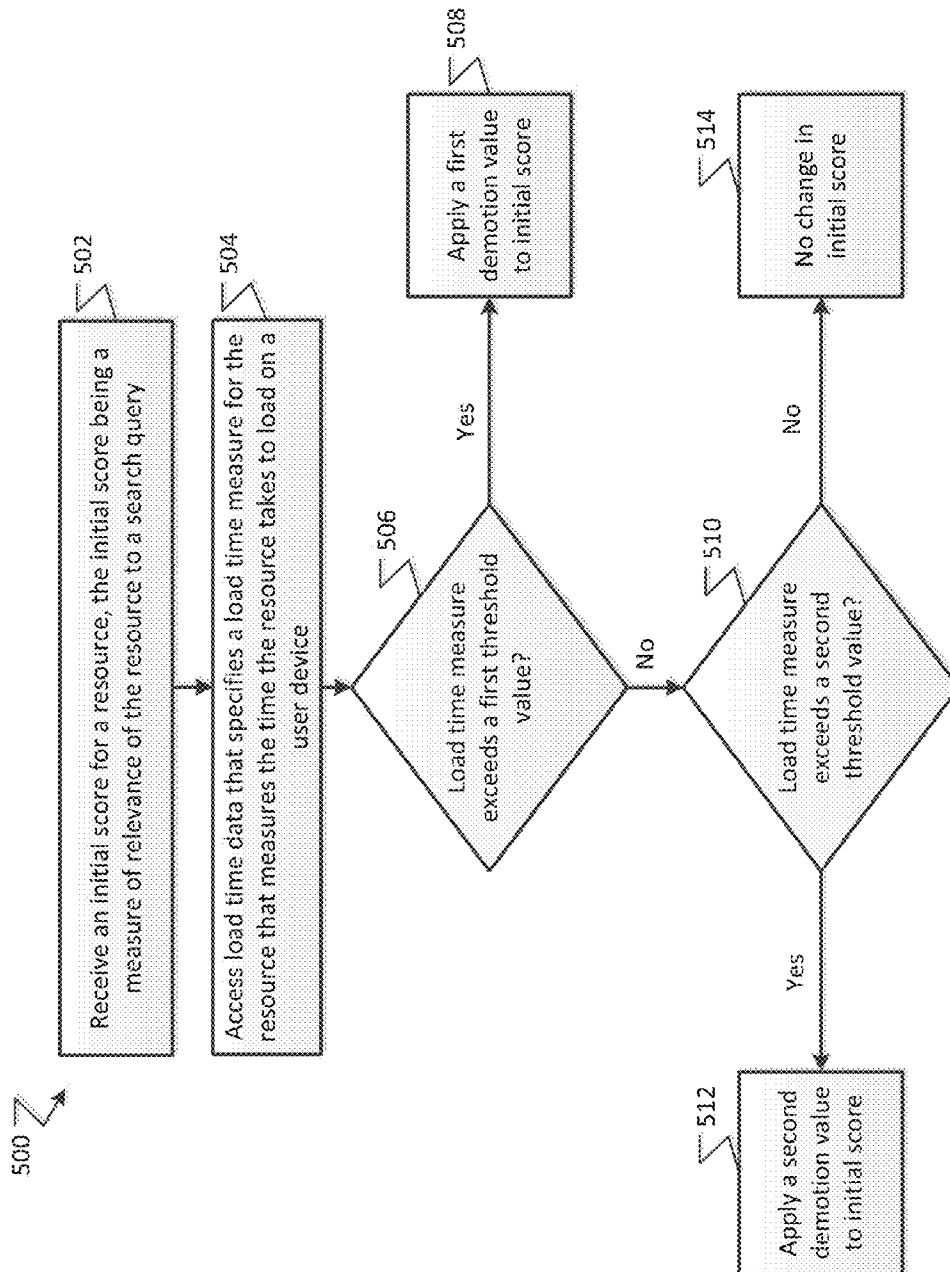 500
502
Receive an initial score for a resource, the initial score being a
measure of relevance of the resource to a search query
504
Access load time data that specifies a load time measure for the
resource that measures the time the resource takes to load on a
user device
506
Load time measure
exceeds a first threshold
value?
Yes
508
Apply a first
demotion value
to initial score
No
510
Load time measure
exceeds a second
threshold value?
Yes
512
Apply a second
demotion value
to initial score
No
514
No change in
initial score